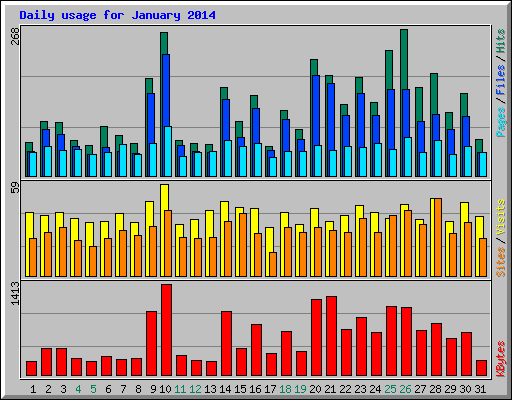 Daily usage for January 2014
268
Pages / Files / Hits
59
Sites / Visits
1413
KBytes
1 2 3 4 5 6 7 8 9 10 11 12 13 14 15 16 17 18 19 20 21 22 23 24 25 26 27 28 29 30 31